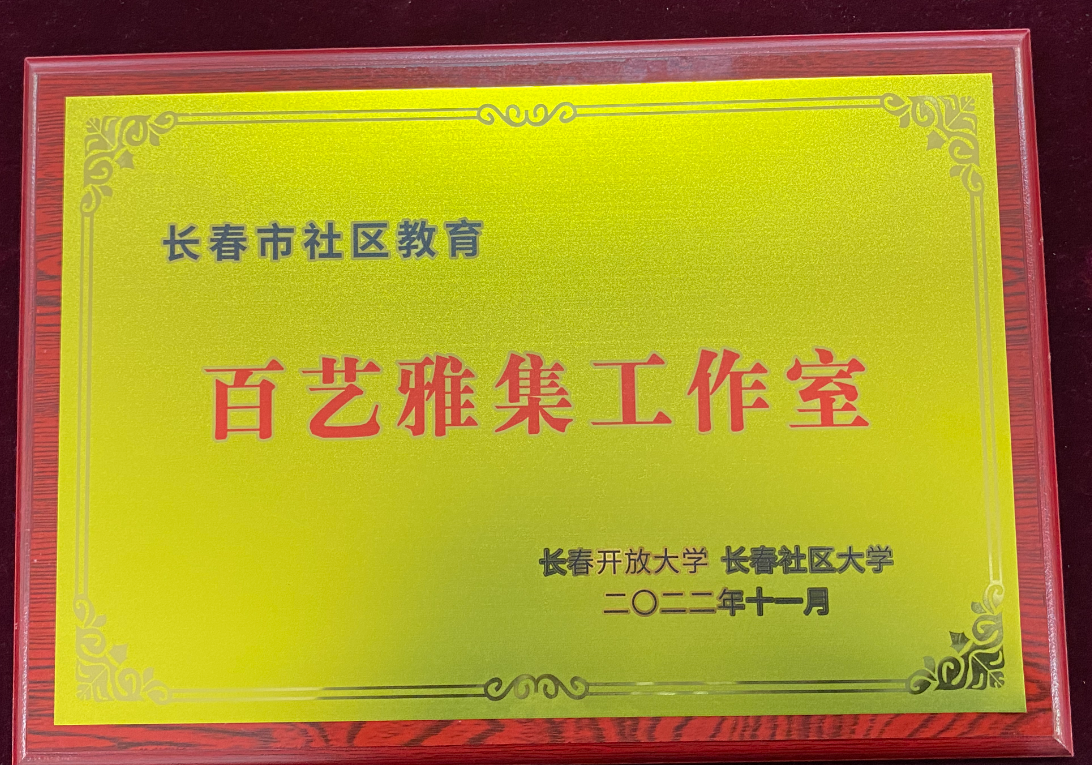 长春市社区教育
百艺雅集工作室
长春开放大学 长春社区大学
二〇二二年十一月